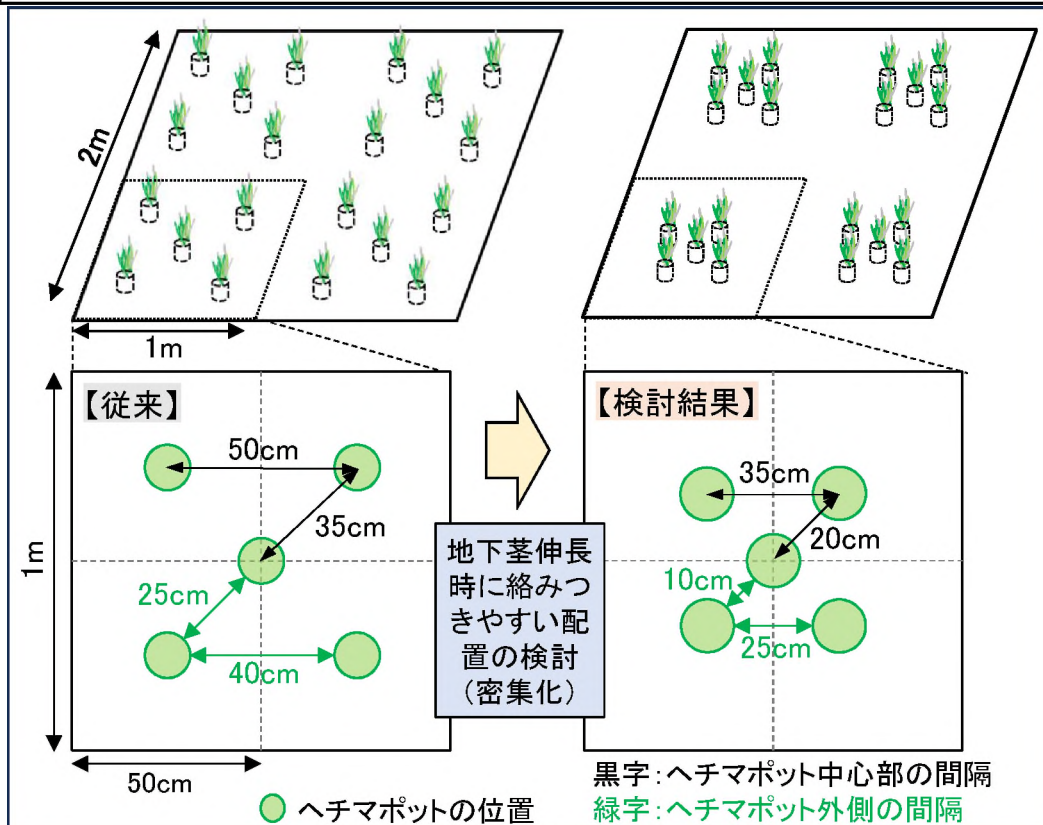 2m
1m
【従来】
50cm
35cm
25cm
40cm
1m
50cm
地下茎伸長
時に絡みつ
きやすい配
置の検討
(密集化)
【検討結果】
35cm
20cm
10cm
25cm
ヘチマポットの位置
黒字:ヘチマポット中心部の間隔
緑字:ヘチマポット外側の間隔